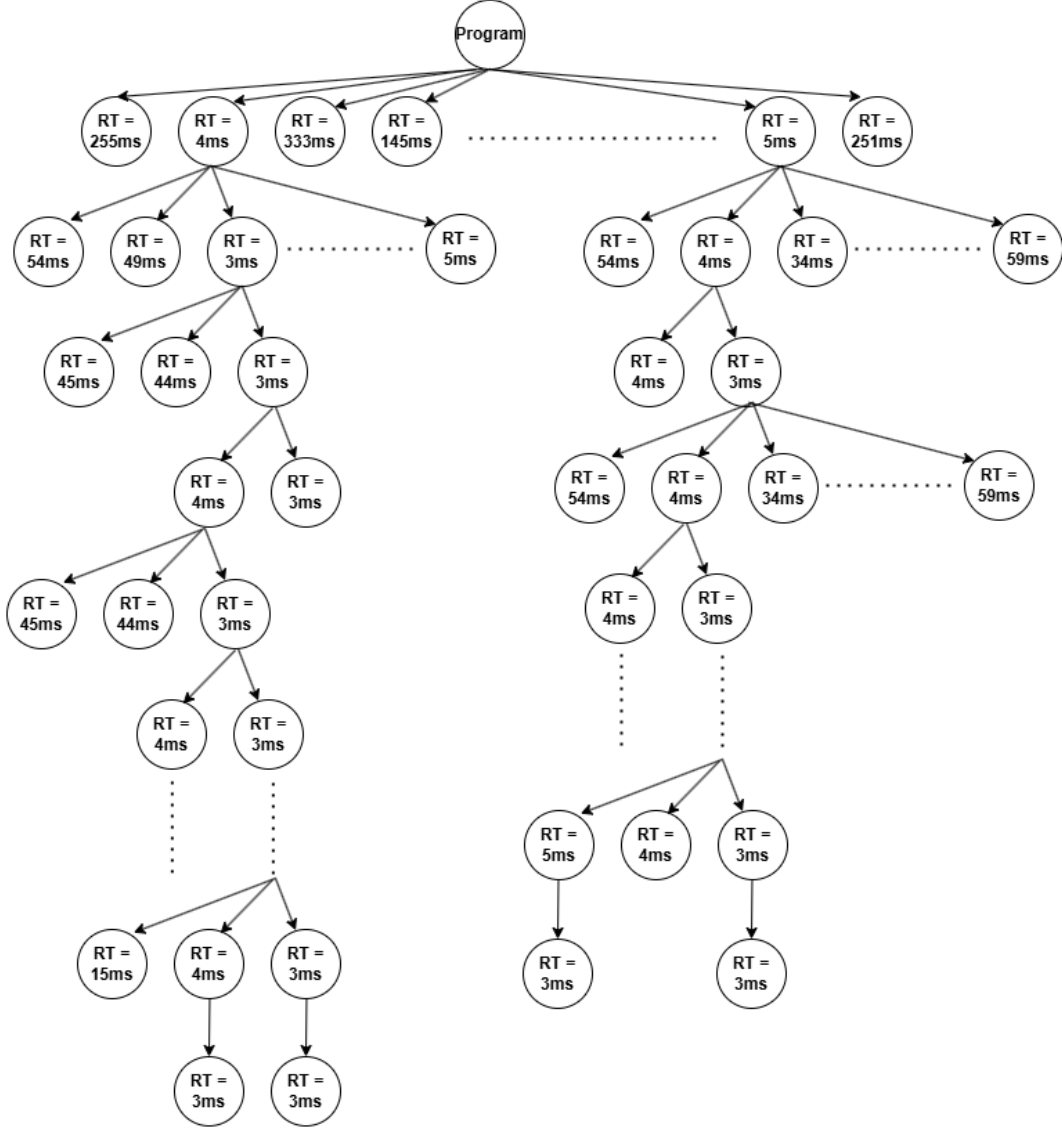 Program
RT =
255ms
RT =
4ms
RT =
333ms
RT =
145ms
RT =
5ms
RT =
251ms
RT =
54ms
RT =
49ms
RT =
3ms
RT =
5ms
RT =
54ms
RT =
4ms
RT =
34ms
RT =
59ms
RT =
45ms
RT =
44ms
RT =
3ms
RT =
4ms
RT =
3ms
RT =
4ms
RT =
3ms
RT =
54ms
RT =
4ms
RT =
34ms
RT =
59ms
RT =
45ms
RT =
44ms
RT =
3ms
RT =
4ms
RT =
3ms
RT =
4ms
RT =
3ms
RT =
5ms
RT =
4ms
RT =
3ms
RT =
15ms
RT =
4ms
RT =
3ms
RT =
3ms
RT =
3ms
RT =
3ms
RT =
3ms